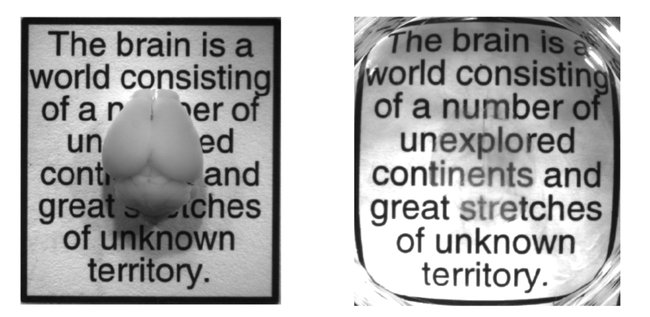 The brain is a
world consisting
of a of
and
great
of unknown
territory.
The brain is a
world consisting
of a number of
unexplored
continents and
great stretches
of unknown
territory.